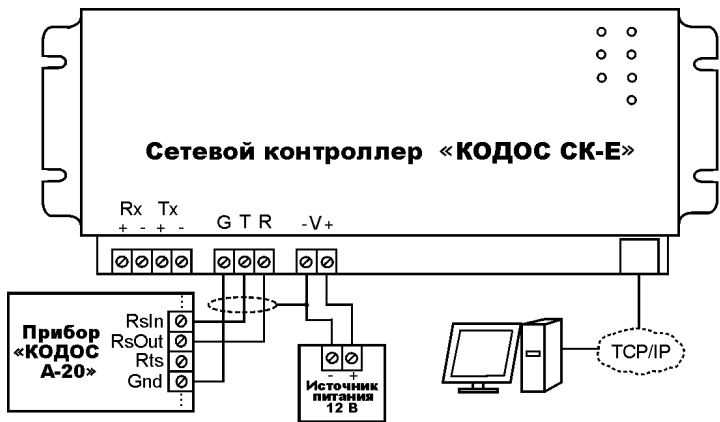 Сетевой контроллер «КОДОС СК-Е»
Rx Tx
+ - + -
G T R
-V+
Прибор
«КОДОС
А-20»
RsIn
RsOut
Rts
Gnd
- +
Источник
питания
12 В
TCP/IP